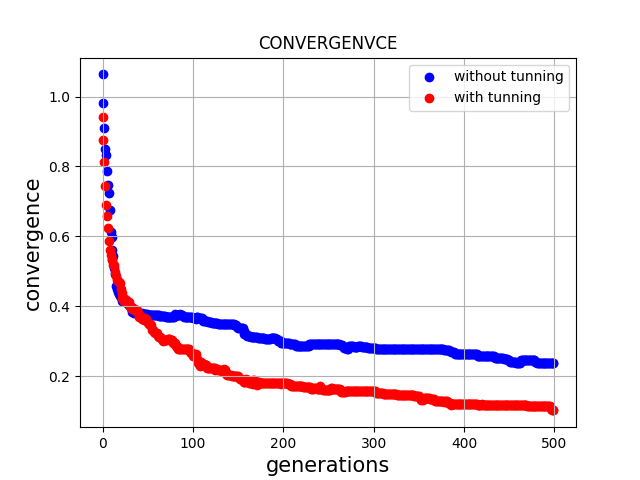 CONVERGENVCE
without tunning
with tunning
convergence
1.0
0.8
0.6
0.4
0.2
0 100 200 300 400 500
generations